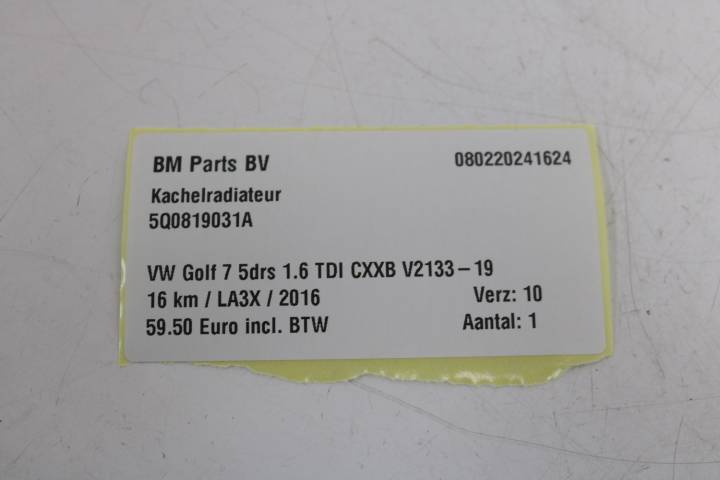 BM Parts BV 080220241624
Kachelradiateur
5Q0819031A
VW Golf 7 5drs 1.6 TDI CXXB V2133-19
16 km / LA3X / 2016 Verz: 10
59.50 Euro incl. BTW Aantal: 1